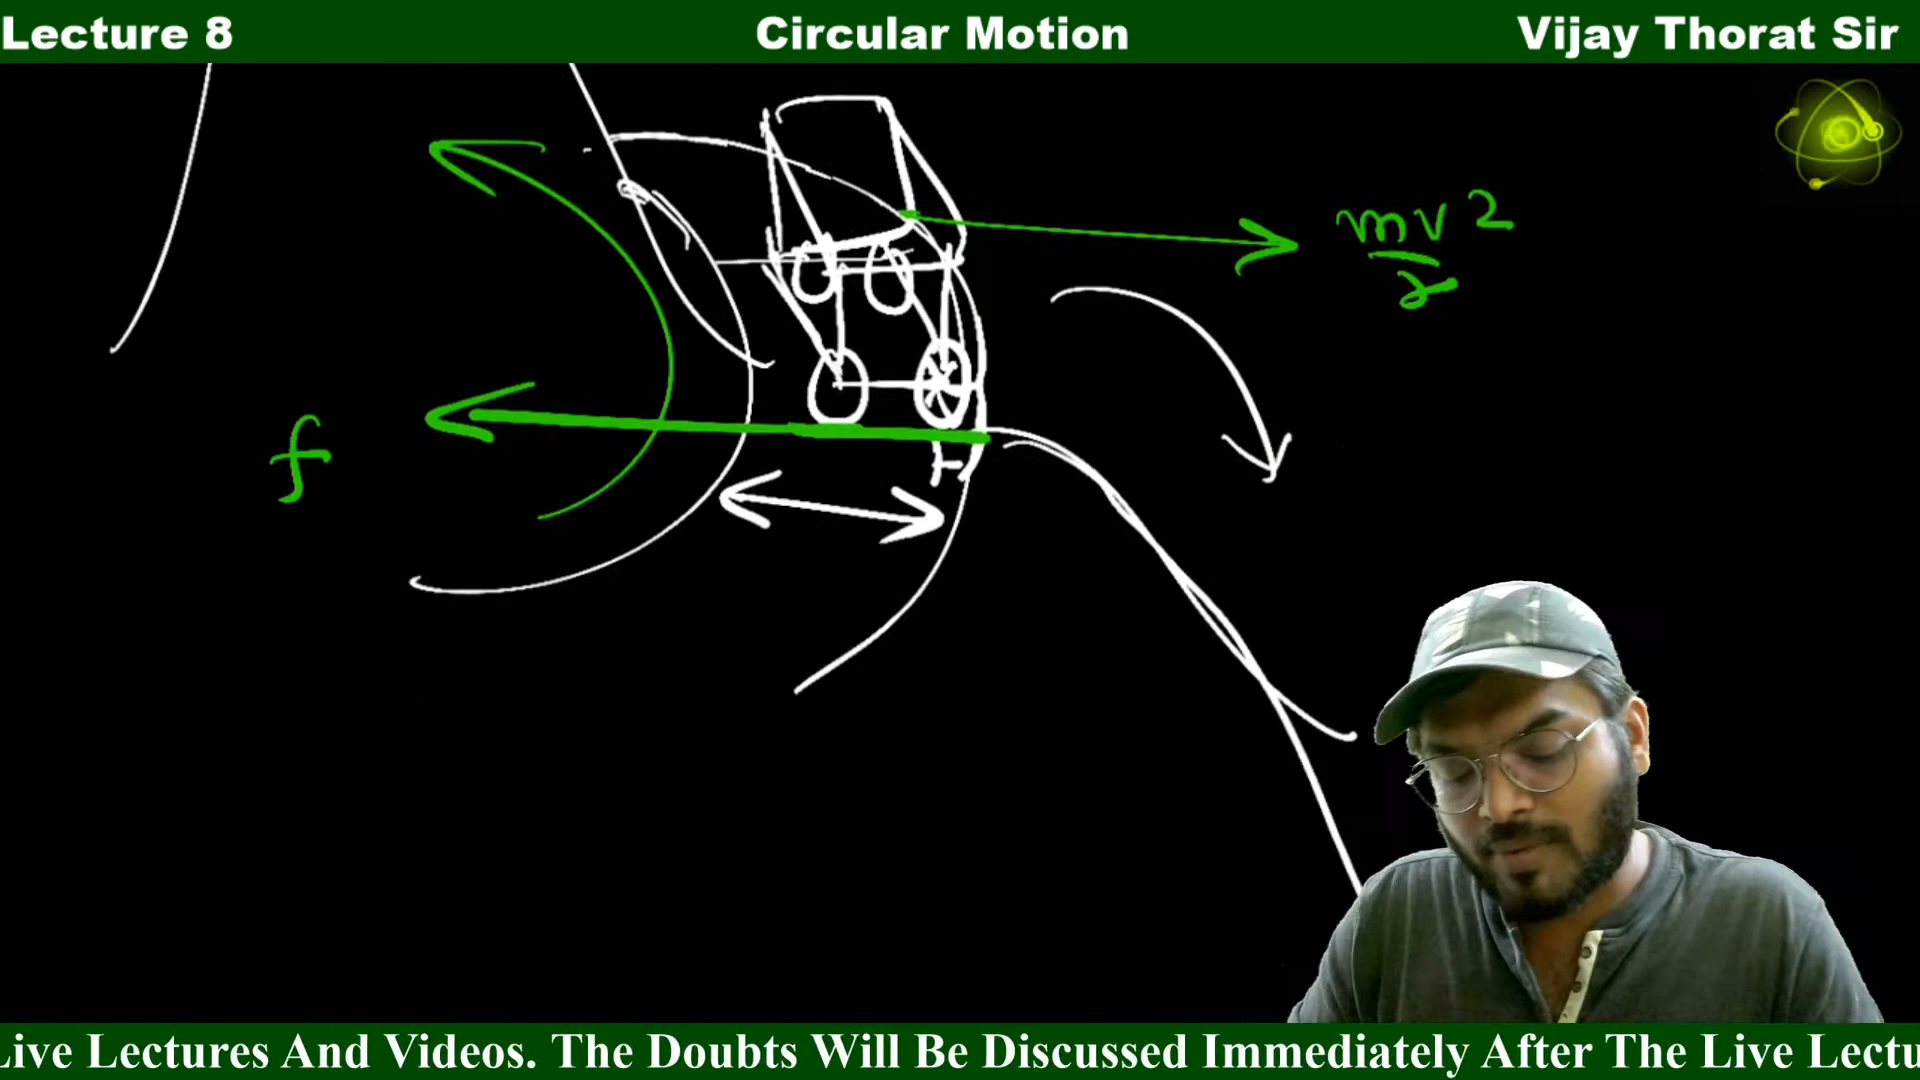 Lecture 8
Circular Motion
Vijay Thorat Sir
mv2
r
f
Live Lectures And Videos. The Doubts Will Be Discussed Immediately After The Live Lectu